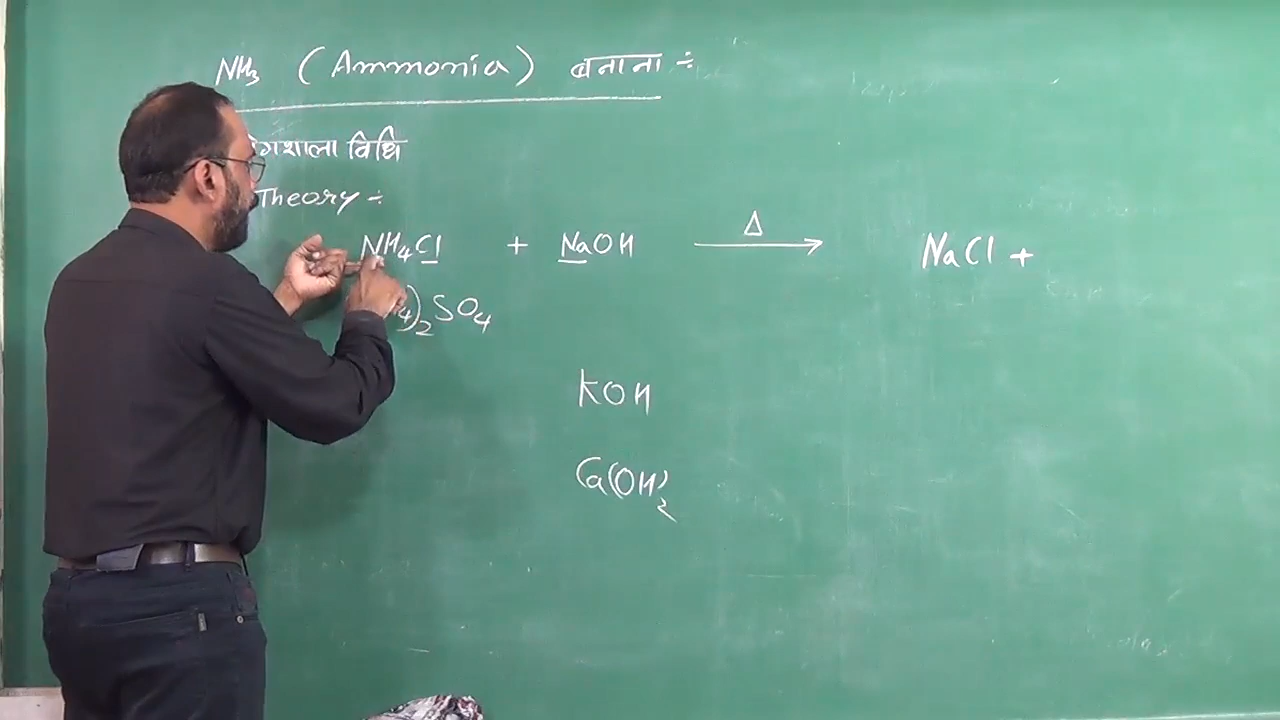 NH3 (Ammonia) बनाना ÷
गशाला विधि
Theory ÷
NH4Cl + NaOH Δ → NaCl +
4)2SO4
KOH
Ca(OH)2